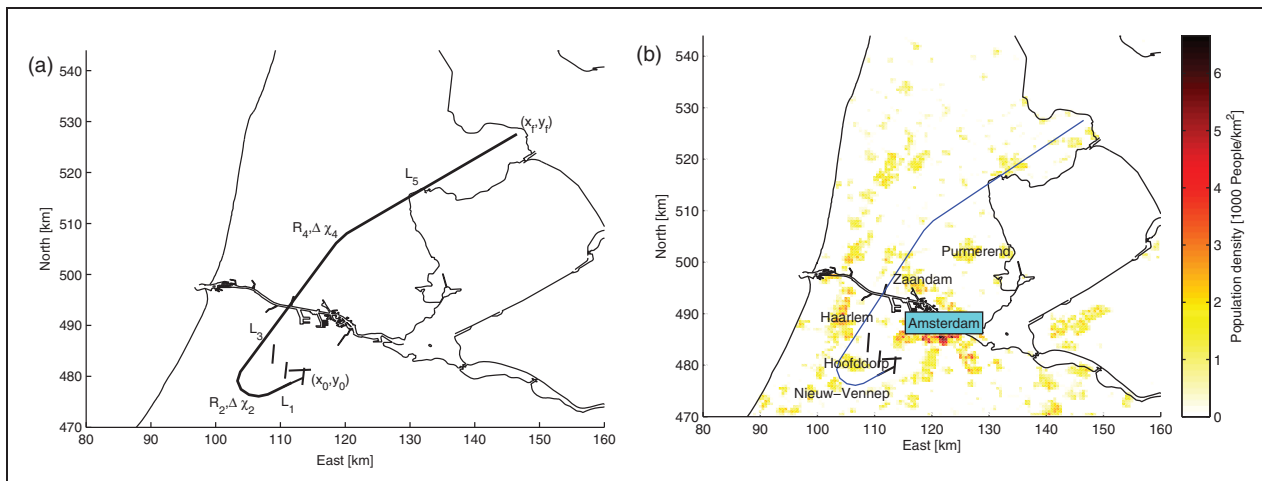 (a)
North [km]
540
530
520
510
500
490
480
470
80 90 100 110 120 130 140 150 160
East [km]
(x_f,y_f)
L_5
R_4,Δ χ_4
L_3
(x_0,y_0)
R_2,Δ χ_2
L_1
(b)
North [km]
540
530
520
510
500
490
480
470
80 90 100 110 120 130 140 150 160
East [km]
Purmerend
Zaandam
Haarlem
Amsterdam
Hoofddorp
Nieuw–Vennep
6
5
4
3
2
1
0
Population density [1000 People/km²]